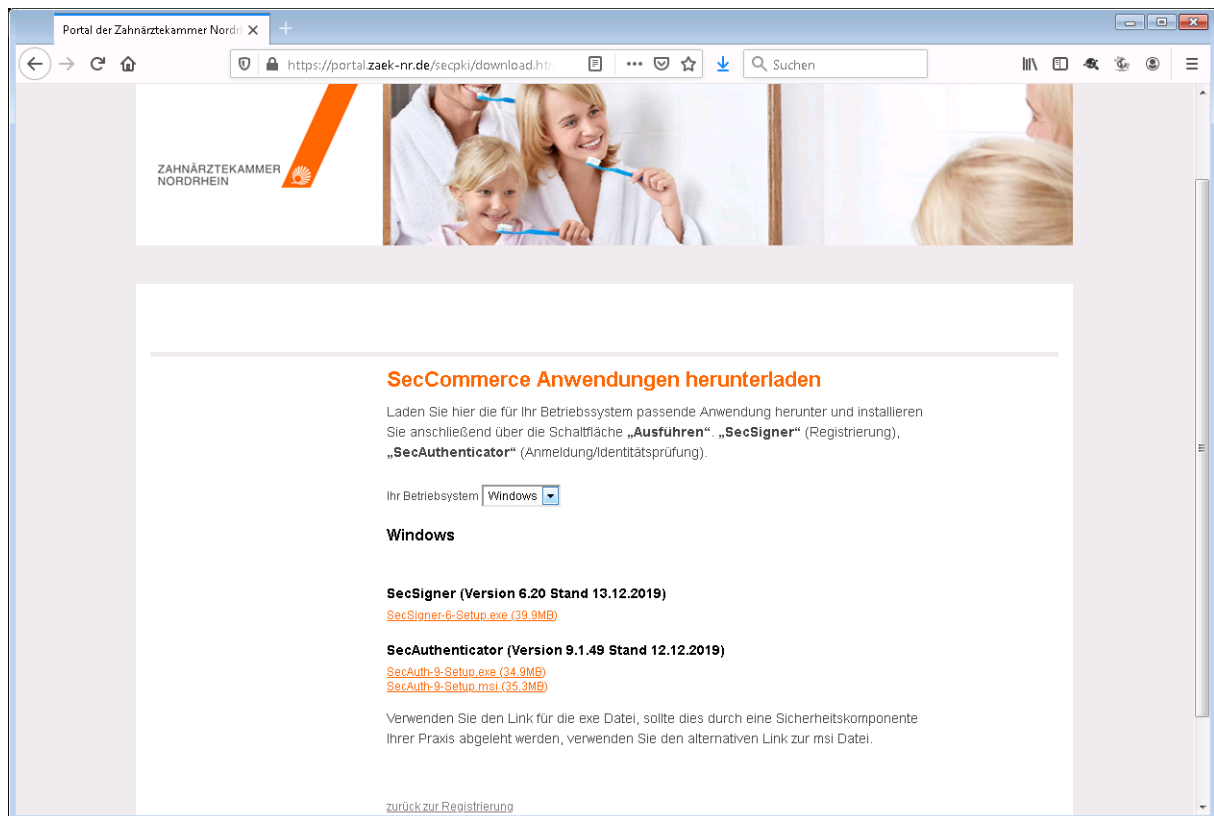 Portal der Zahnärztekammer Nordr
https://portal.zaek-nr.de/secpki/download.ht
Suchen
ZAHNÄRZTEKAMMER
NORDRHEIN
SecCommerce Anwendungen herunterladen
Laden Sie hier die für Ihr Betriebssystem passende Anwendung herunter und installieren
Sie anschließend über die Schaltfläche „Ausführen“. „SecSigner“ (Registrierung),
„SecAuthenticator“ (Anmeldung/Identitätsprüfung).
Ihr Betriebsystem Windows
Windows
SecSigner (Version 6.20 Stand 13.12.2019)
SecSigner-6-Setup.exe (39.9MB)
SecAuthenticator (Version 9.1.49 Stand 12.12.2019)
SecAuth-9-Setup.exe (34.9MB)
SecAuth-9-Setup.msi (35.3MB)
Verwenden Sie den Link für die exe Datei, sollte dies durch eine Sicherheitskomponente
Ihrer Praxis abgeleht werden, verwenden Sie den alternativen Link zur msi Datei.
zurück zur Registrierung